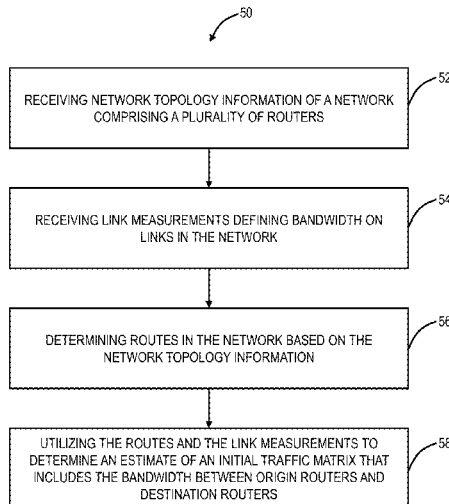 50
RECEIVING NETWORK TOPOLOGY INFORMATION OF A NETWORK
COMPRISING A PLURALITY OF ROUTERS
52
RECEIVING LINK MEASUREMENTS DEFINING BANDWIDTH ON
LINKS IN THE NETWORK
54
DETERMINING ROUTES IN THE NETWORK BASED ON THE
NETWORK TOPOLOGY INFORMATION
56
UTILIZING THE ROUTES AND THE LINK MEASUREMENTS TO
DETERMINE AN ESTIMATE OF AN INITIAL TRAFFIC MATRIX THAT
INCLUDES THE BANDWIDTH BETWEEN ORIGIN ROUTERS AND
DESTINATION ROUTERS
58